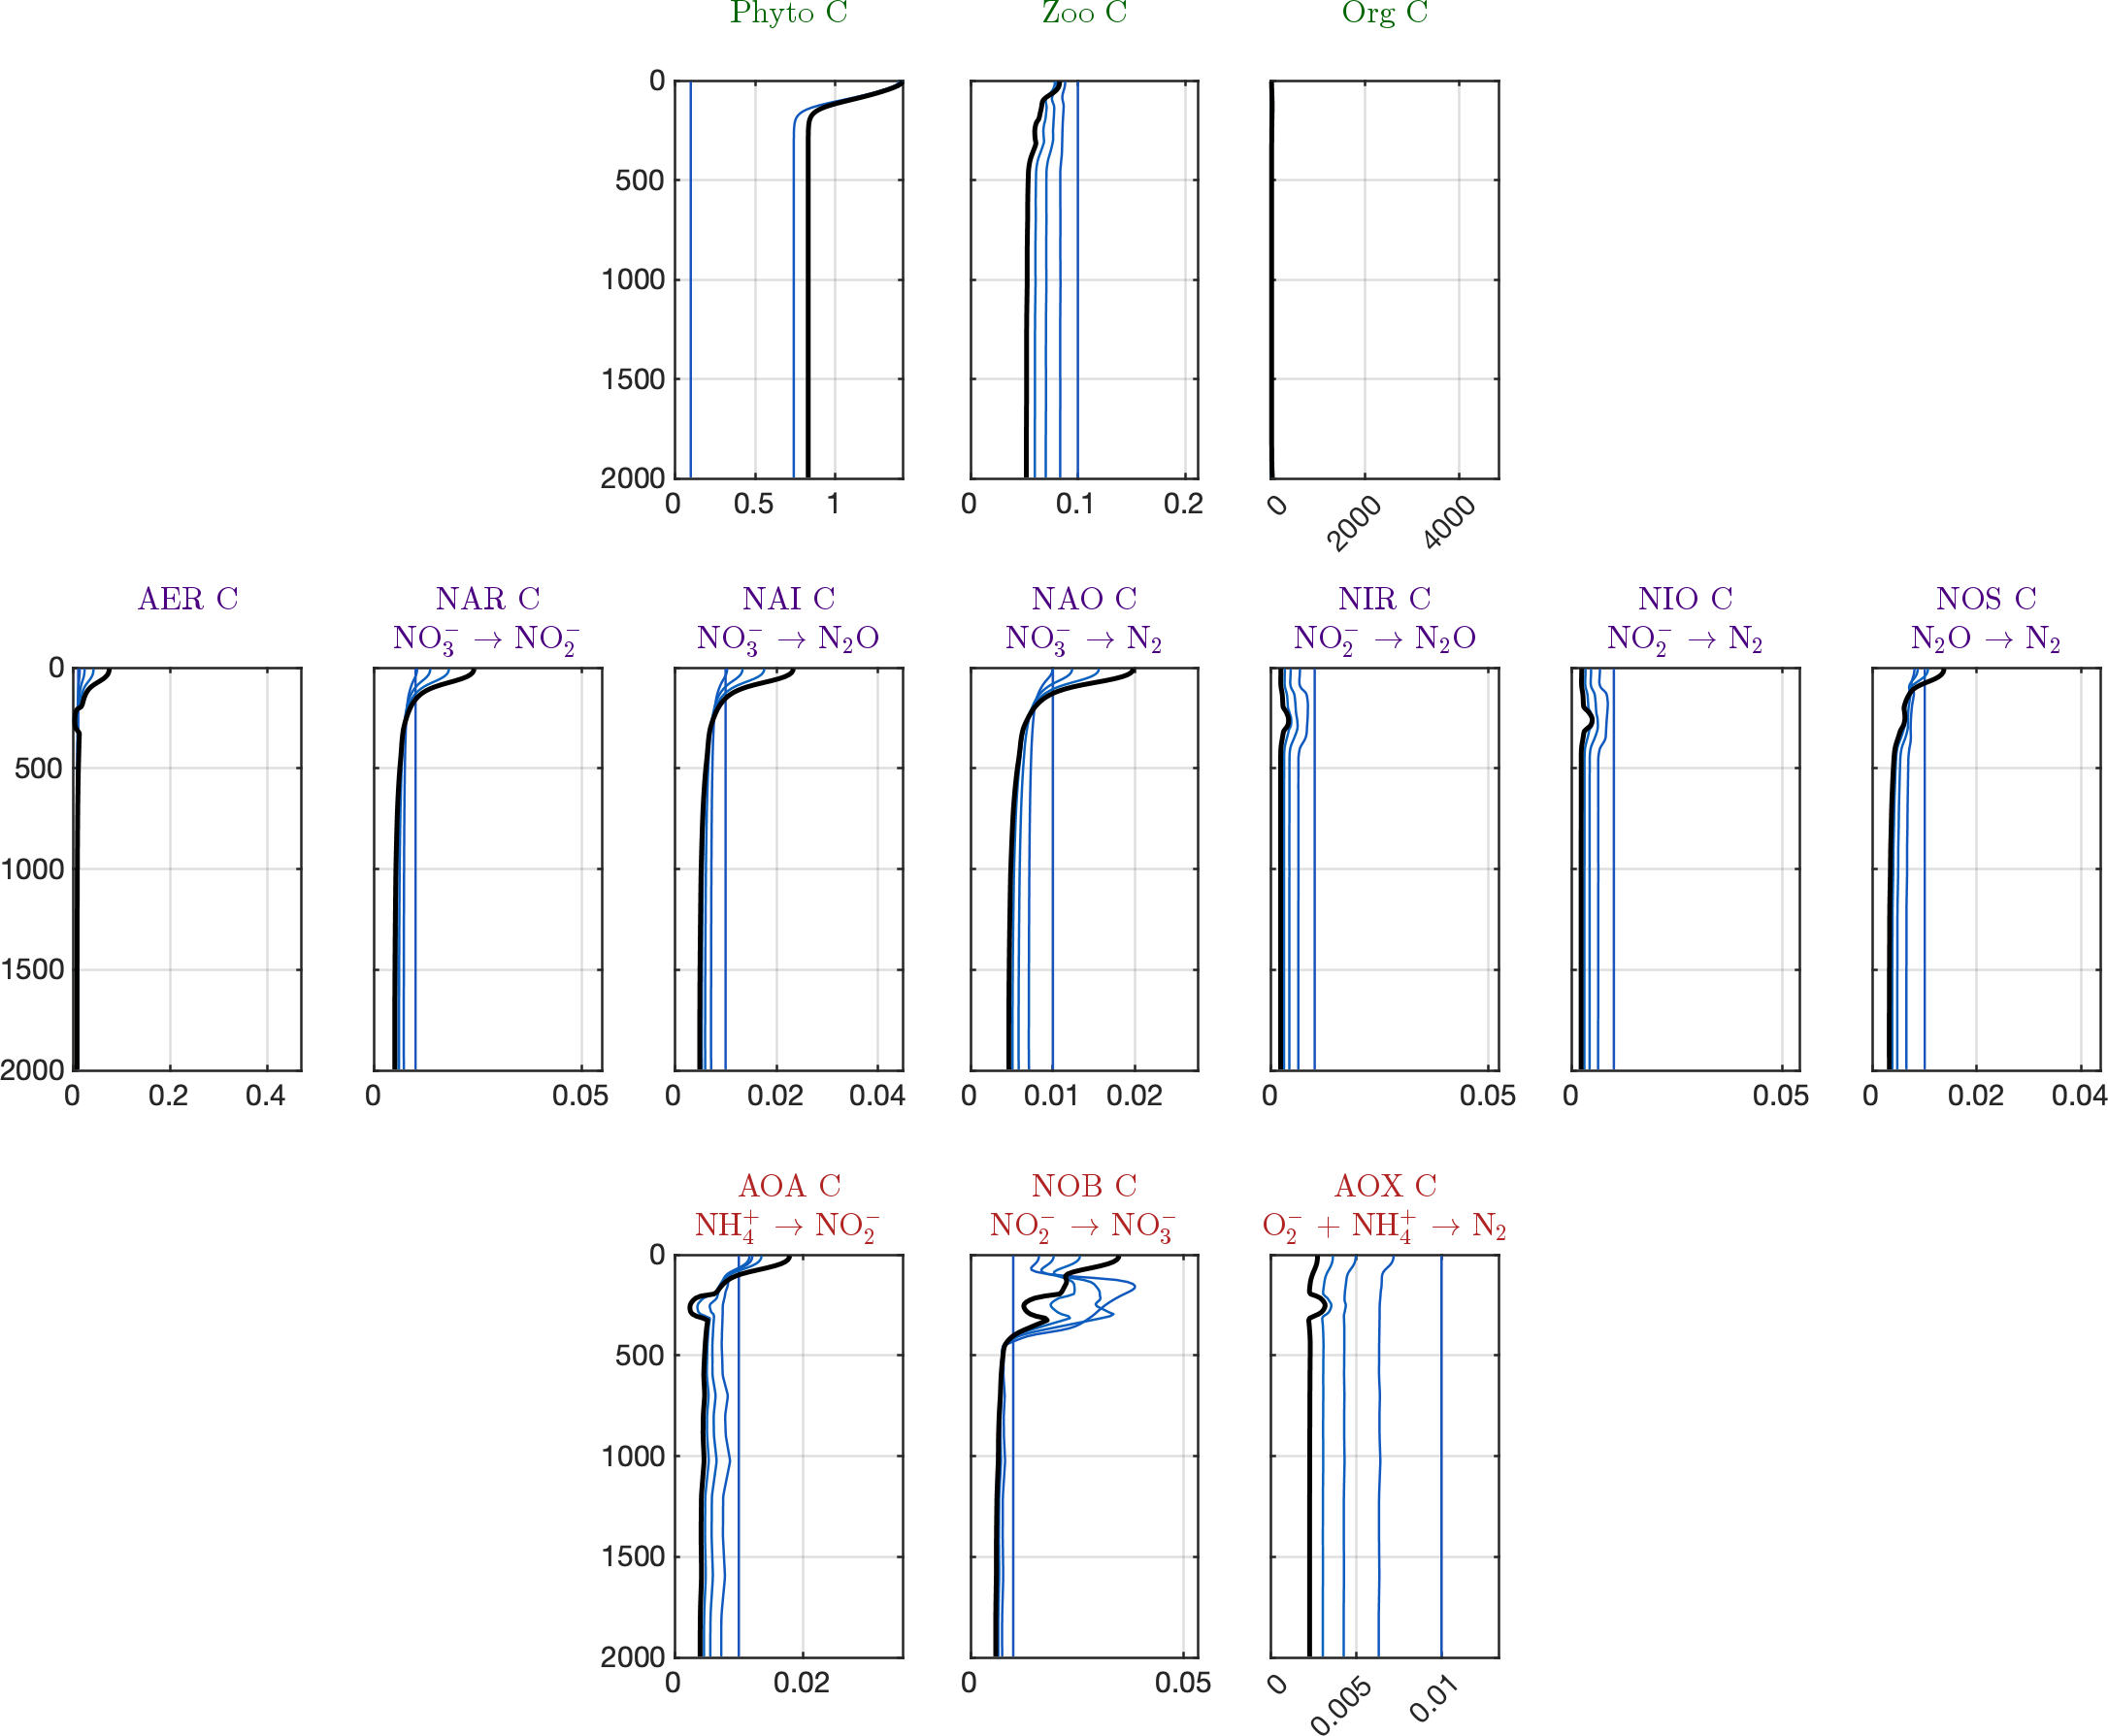 Phyto C Zoo C Org C
0
500
1000
1500
2000
0 0.5 1 0 0.1 0.2 0 2000 4000
AER C NAR C NAI C NAO C NIR C NIO C NOS C
NO₃⁻ → NO₂⁻ NO₃⁻ → N₂O NO₃⁻ → N₂ NO₂⁻ → N₂O NO₂⁻ → N₂ N₂O → N₂
0
500
1000
1500
2000
0 0.2 0.4 0 0.05 0 0.02 0.04 0 0.01 0.02 0 0.05 0 0.05 0 0.02 0.04
AOA C NOB C AOX C
NH₄⁺ → NO₂⁻ NO₂⁻ → NO₃⁻ O₂⁻ + NH₄⁺ → N₂
0
500
1000
1500
2000
0 0.02 0 0.05 0 0.005 0.01